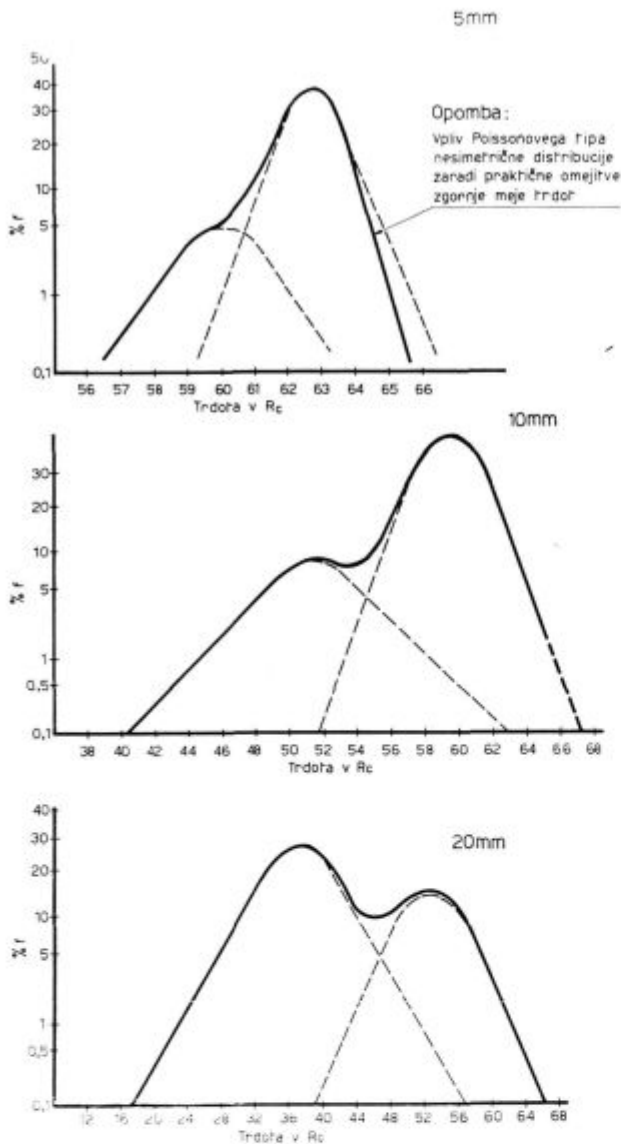 5mm
50
40
30
20
10
5
1
0,1
% f
Opomba:
Vpliv Poissonovega tipa
nesimetrične distribucije
zaradi praktične omejitve
zgornje meje trdot
56 57 58 59 60 61 62 63 64 65 66
Trdota v Rc
10mm
30
20
10
5
1
0,5
0,1
% f
38 40 42 44 46 48 50 52 54 56 58 60 62 64 66 68
Trdota v Rc
20mm
40
30
20
10
5
1
0,5
0,1
% f
12 16 20 24 28 32 36 40 44 48 52 56 60 64 68
Trdota v Rc